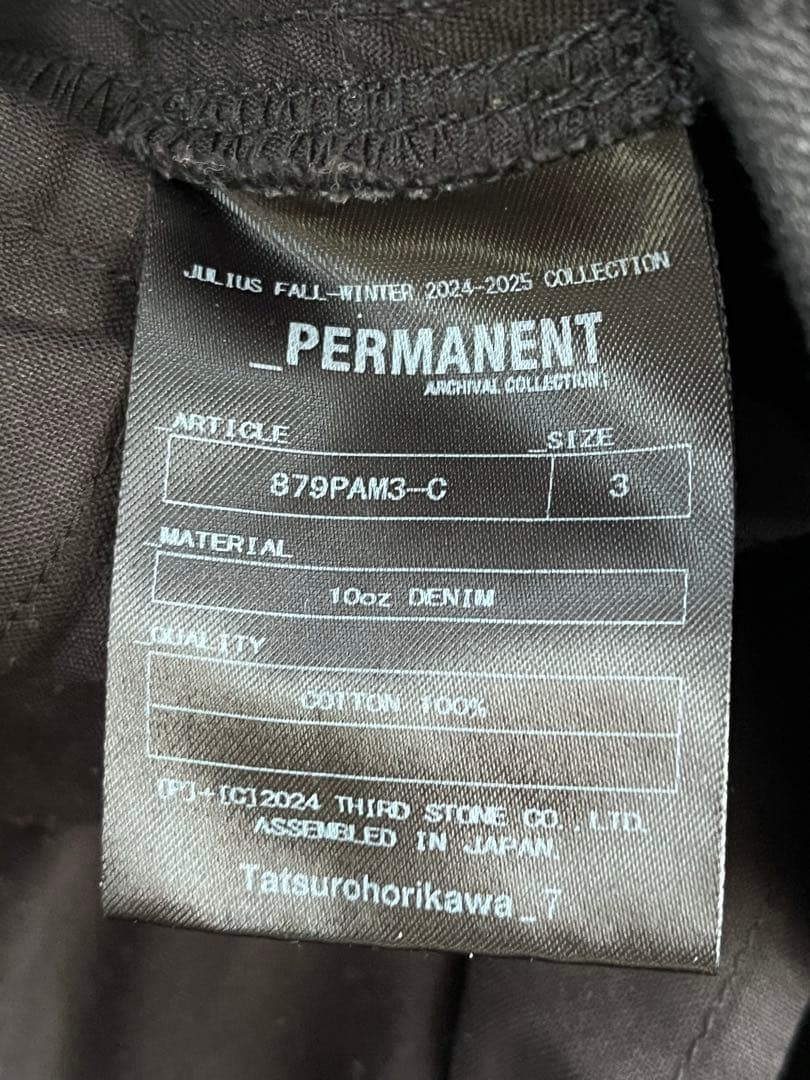 JULIUS FALL-WINTER 2024-2025 COLLECTION
_PERMANENT
ARCHIVAL COLLECTION;
_ARTICLE _SIZE
879PAM3-C 3
_MATERIAL
10oz DENIM
_QUALITY
COTTON 100%
[P]+[C]2024 THIRD STONE CO.,LTD.
ASSEMBLED IN JAPAN.
Tatsurohorikawa_7